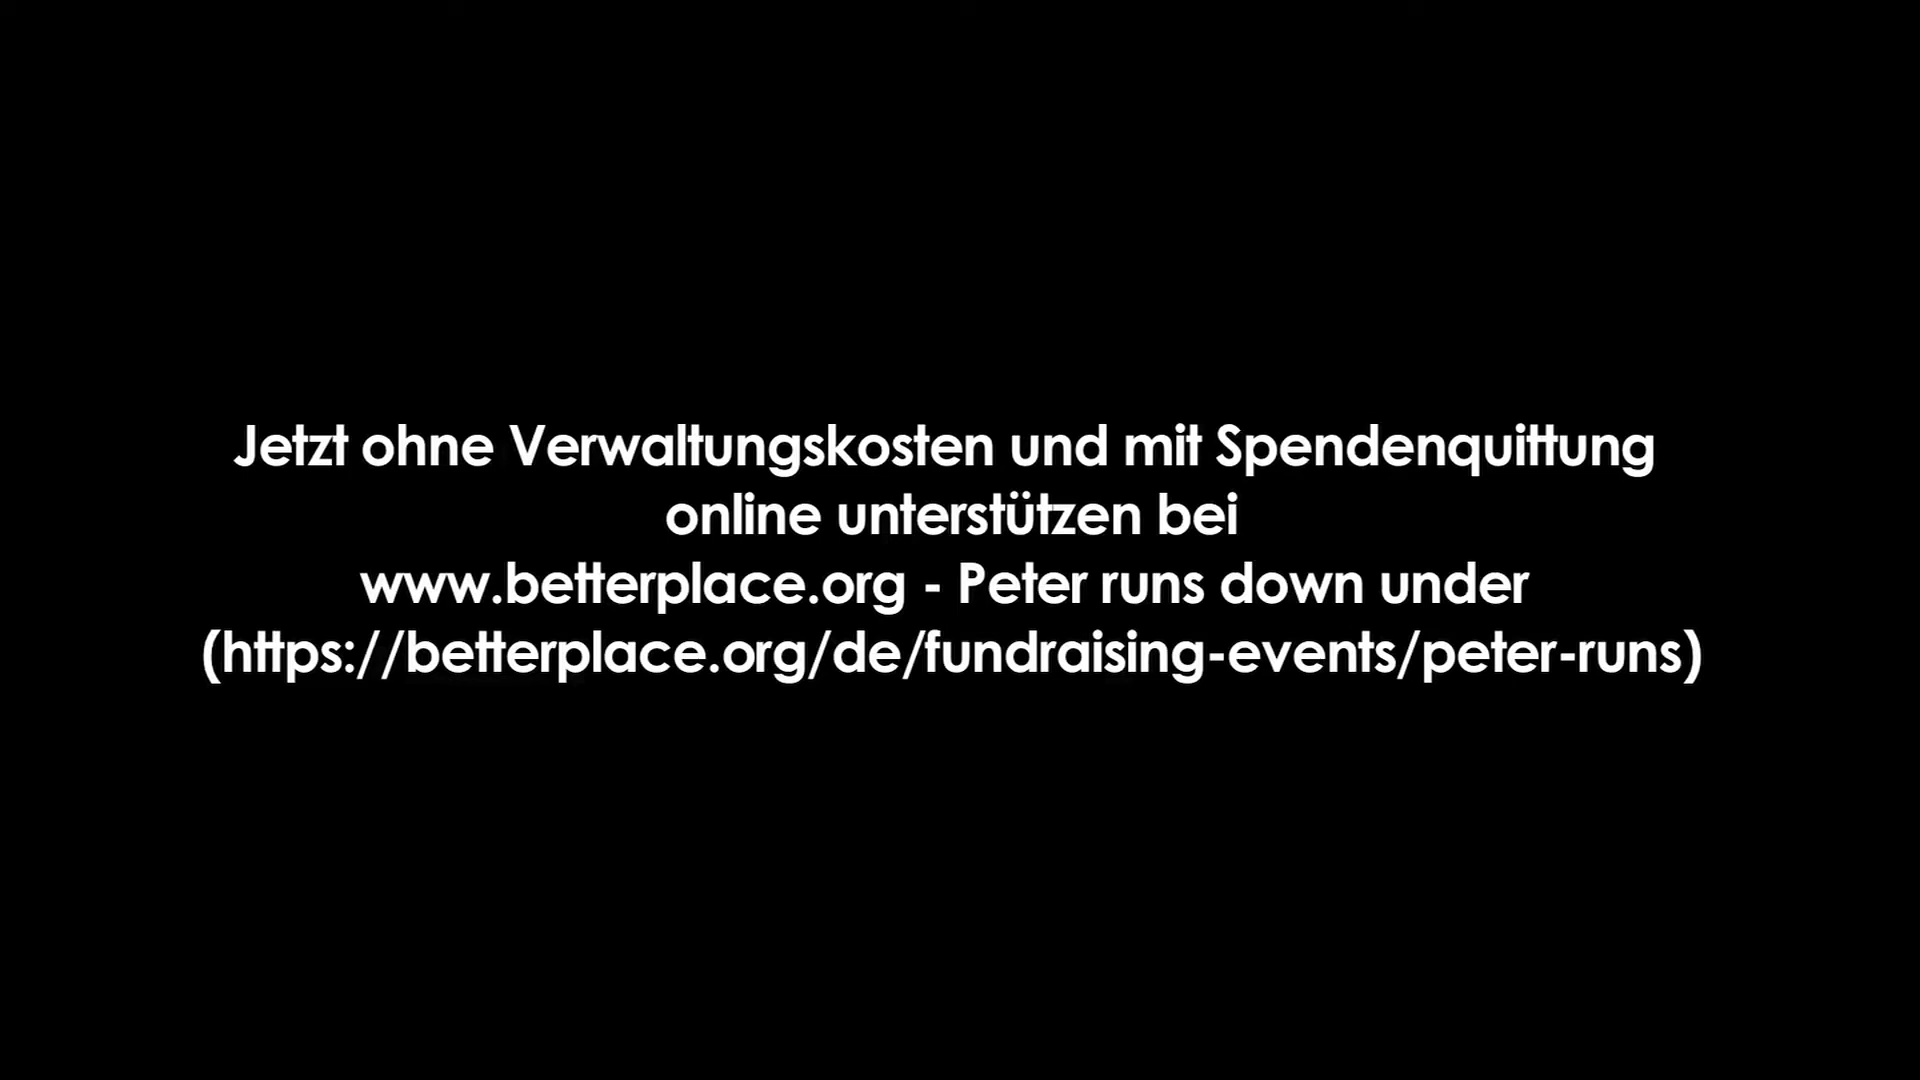 Jetzt ohne Verwaltungskosten und mit Spendenquittung
online unterstützen bei
www.betterplace.org - Peter runs down under
(https://betterplace.org/de/fundraising-events/peter-runs)